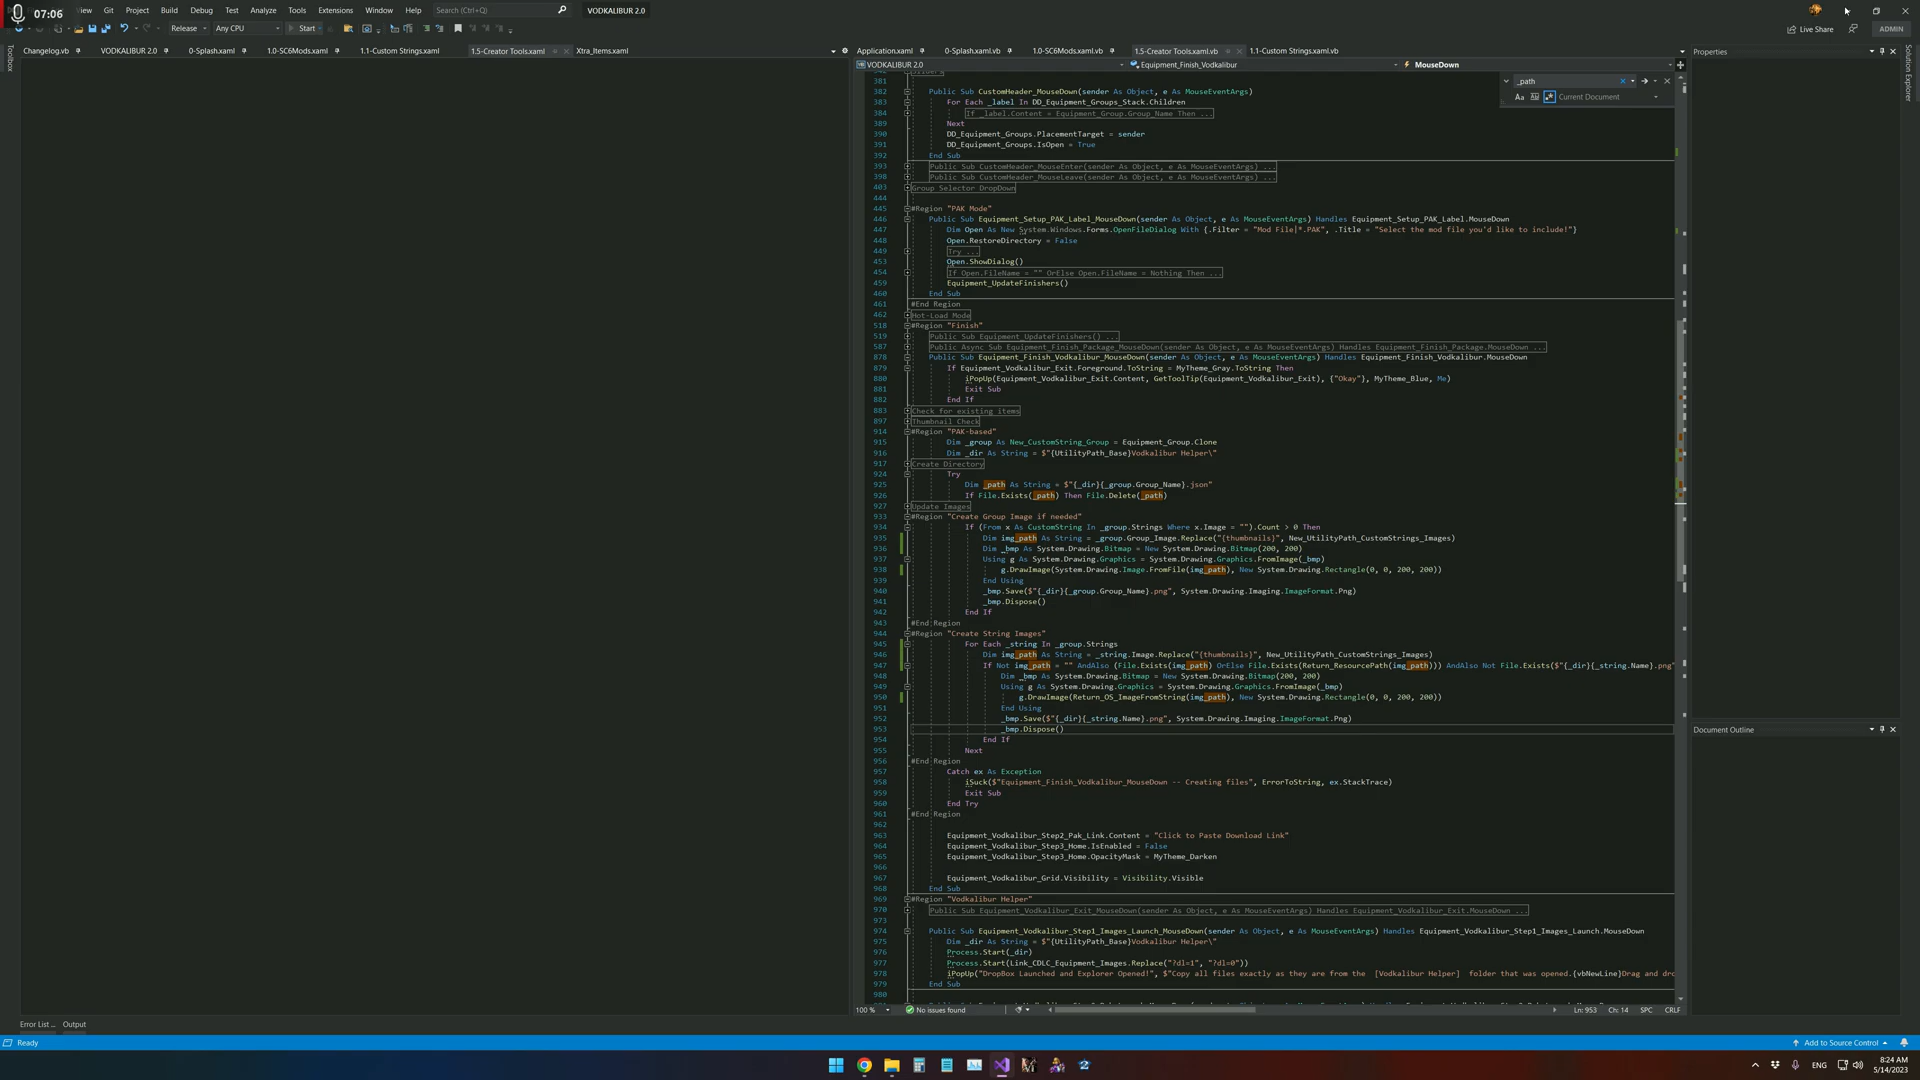 07:06
View Git Project Build Debug Test Analyze Tools Extensions Window Help Search (Ctrl+Q) VODKALIBUR 2.0
Release Any CPU Start Live Share ADMIN
Changelog.vb VODKALIBUR 2.0 0-Splash.xaml 1.0-SC6Mods.xaml 1.1-Custom Strings.xaml 1.5-Creator Tools.xaml Xtra_Items.xaml Application.xaml 0-Splash.xaml.vb 1.0-SC6Mods.xaml.vb 1.5-Creator Tools.xaml.vb 1.1-Custom Strings.xaml.vb Properties
Toolbox
Solution Explorer
VODKALIBUR 2.0 Equipment_Finish_Vodkalibur MouseDown
_path
Current Document
381
382 Public Sub CustomHeader_MouseDown(sender As Object, e As MouseEventArgs)
383 For Each _label In DD_Equipment_Groups_Stack.Children
384 If _label.Content = Equipment_Group.Group_Name Then ...
389 Next
390 DD_Equipment_Groups.PlacementTarget = sender
391 DD_Equipment_Groups.IsOpen = True
392 End Sub
393 Public Sub CustomHeader_MouseEnter(sender As Object, e As MouseEventArgs) ...
398 Public Sub CustomHeader_MouseLeave(sender As Object, e As MouseEventArgs) ...
403 Group Selector DropDown
444
445 #Region "PAK Mode"
446 Public Sub Equipment_Setup_PAK_Label_MouseDown(sender As Object, e As MouseEventArgs) Handles Equipment_Setup_PAK_Label.MouseDown
447 Dim Open As New System.Windows.Forms.OpenFileDialog With {.Filter = "Mod File|*.PAK", .Title = "Select the mod file you'd like to include!"}
448 Open.RestoreDirectory = False
449 Try ...
453 Open.ShowDialog()
454 If Open.FileName = "" OrElse Open.FileName = Nothing Then ...
459 Equipment_UpdateFinishers()
460 End Sub
461 #End Region
462 Hot-Load Mode
518 #Region "Finish"
519 Public Sub Equipment_UpdateFinishers() ...
587 Public Async Sub Equipment_Finish_Package_MouseDown(sender As Object, e As MouseEventArgs) Handles Equipment_Finish_Package.MouseDown ...
878 Public Sub Equipment_Finish_Vodkalibur_MouseDown(sender As Object, e As MouseEventArgs) Handles Equipment_Finish_Vodkalibur.MouseDown
879 If Equipment_Vodkalibur_Exit.Foreground.ToString = MyTheme_Gray.ToString Then
880 iPopUp(Equipment_Vodkalibur_Exit.Content, GetToolTip(Equipment_Vodkalibur_Exit), {"Okay"}, MyTheme_Blue, Me)
881 Exit Sub
882 End If
883 Check for existing items
897 Thumbnail Check
914 #Region "PAK-based"
915 Dim _group As New_CustomString_Group = Equipment_Group.Clone
916 Dim _dir As String = $"{UtilityPath_Base}Vodkalibur Helper\"
917 Create Directory
924 Try
925 Dim _path As String = $"{_dir}{_group.Group_Name}.json"
926 If File.Exists(_path) Then File.Delete(_path)
927 Update Images
933 #Region "Create Group Image if needed"
934 If (From x As CustomString In _group.Strings Where x.Image = "").Count > 0 Then
935 Dim img_path As String = _group.Group_Image.Replace("{thumbnails}", New_UtilityPath_CustomStrings_Images)
936 Dim _bmp As System.Drawing.Bitmap = New System.Drawing.Bitmap(200, 200)
937 Using g As System.Drawing.Graphics = System.Drawing.Graphics.FromImage(_bmp)
938 g.DrawImage(System.Drawing.Image.FromFile(img_path), New System.Drawing.Rectangle(0, 0, 200, 200))
939 End Using
940 _bmp.Save($"{_dir}{_group.Group_Name}.png", System.Drawing.Imaging.ImageFormat.Png)
941 _bmp.Dispose()
942 End If
943 #End Region
944 #Region "Create String Images"
945 For Each _string In _group.Strings
946 Dim img_path As String = _string.Image.Replace("{thumbnails}", New_UtilityPath_CustomStrings_Images)
947 If Not img_path = "" AndAlso (File.Exists(img_path) OrElse File.Exists(Return_ResourcePath(img_path))) AndAlso Not File.Exists($"{_dir}{_string.Name}.png"
948 Dim _bmp As System.Drawing.Bitmap = New System.Drawing.Bitmap(200, 200)
949 Using g As System.Drawing.Graphics = System.Drawing.Graphics.FromImage(_bmp)
950 g.DrawImage(Return_OS_ImageFromString(img_path), New System.Drawing.Rectangle(0, 0, 200, 200))
951 End Using
952 _bmp.Save($"{_dir}{_string.Name}.png", System.Drawing.Imaging.ImageFormat.Png)
953 _bmp.Dispose()
954 End If
955 Next
956 #End Region
957 Catch ex As Exception
958 iSuck($"Equipment_Finish_Vodkalibur_MouseDown -- Creating files", ErrorToString, ex.StackTrace)
959 Exit Sub
960 End Try
961 #End Region
962
963 Equipment_Vodkalibur_Step2_Pak_Link.Content = "Click to Paste Download Link"
964 Equipment_Vodkalibur_Step3_Home.IsEnabled = False
965 Equipment_Vodkalibur_Step3_Home.OpacityMask = MyTheme_Darken
966
967 Equipment_Vodkalibur_Grid.Visibility = Visibility.Visible
968 End Sub
969 #Region "Vodkalibur Helper"
970 Public Sub Equipment_Vodkalibur_Exit_MouseDown(sender As Object, e As MouseEventArgs) Handles Equipment_Vodkalibur_Exit.MouseDown ...
973
974 Public Sub Equipment_Vodkalibur_Step1_Images_Launch_MouseDown(sender As Object, e As MouseEventArgs) Handles Equipment_Vodkalibur_Step1_Images_Launch.MouseDown
975 Dim _dir As String = $"{UtilityPath_Base}Vodkalibur Helper\"
976 Process.Start(_dir)
977 Process.Start(Link_CDLC_Equipment_Images.Replace("?dl=1", "?dl=0"))
978 iPopUp("DropBox Launched and Explorer Opened!", $"Copy all files exactly as they are from the [Vodkalibur Helper] folder that was opened.{vbNewLine}Drag and dro
979 End Sub
980
Document Outline
100 % No issues found Ln: 953 Ch: 14 SPC CRLF
Error List ... Output
Ready Add to Source Control
ENG 8:24 AM
5/14/2023